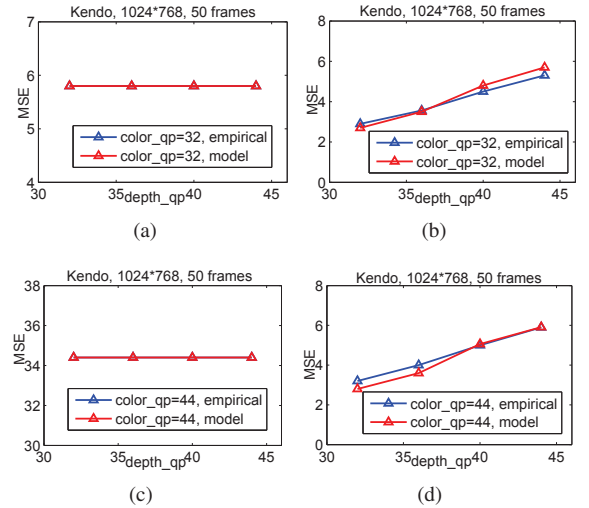 Kendo, 1024*768, 50 frames
7
6
5
4
MSE
color_qp=32, empirical
color_qp=32, model
30 35 40 45
depth_qp
(a)
Kendo, 1024*768, 50 frames
8
6
4
2
0
MSE
color_qp=32, empirical
color_qp=32, model
30 35 40 45
depth_qp
(b)
Kendo, 1024*768, 50 frames
38
36
34
32
30
MSE
color_qp=44, empirical
color_qp=44, model
30 35 40 45
depth_qp
(c)
Kendo, 1024*768, 50 frames
8
6
4
2
0
MSE
color_qp=44, empirical
color_qp=44, model
30 35 40 45
depth_qp
(d)